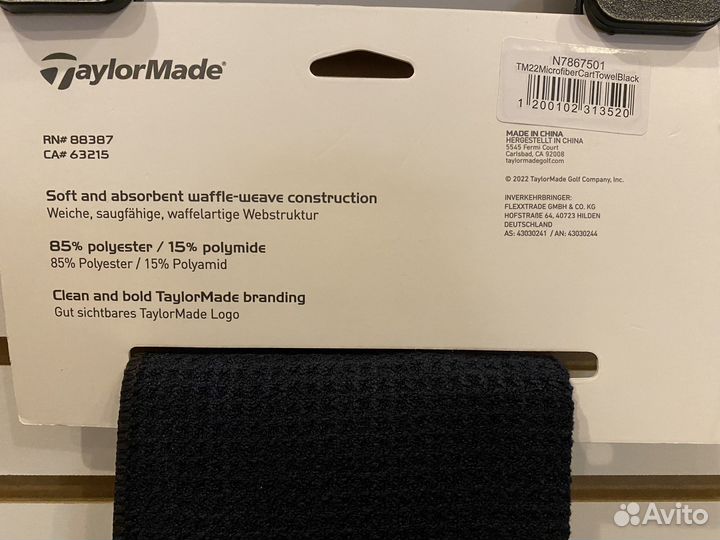 TaylorMade®
N7867501
TM22MicrofiberCartTowelBlack
1 200102 313520
RN# 88387
CA# 63215
MADE IN CHINA
HERGESTELLT IN CHINA
5545 Fermi Court
Carlsbad, CA 92008
taylormadegolf.com
© 2022 TaylorMade Golf Company, Inc.
INVERKEHRBRINGER:
FLEXXTRADE GMBH & CO. KG
HOFSTRAßE 64, 40723 HILDEN
DEUTSCHLAND
AS: 43030241 / AN: 43030244
Soft and absorbent waffle-weave construction
Weiche, saugfähige, waffelartige Webstruktur
85% polyester / 15% polymide
85% Polyester / 15% Polyamid
Clean and bold TaylorMade branding
Gut sichtbares TaylorMade Logo
Avito